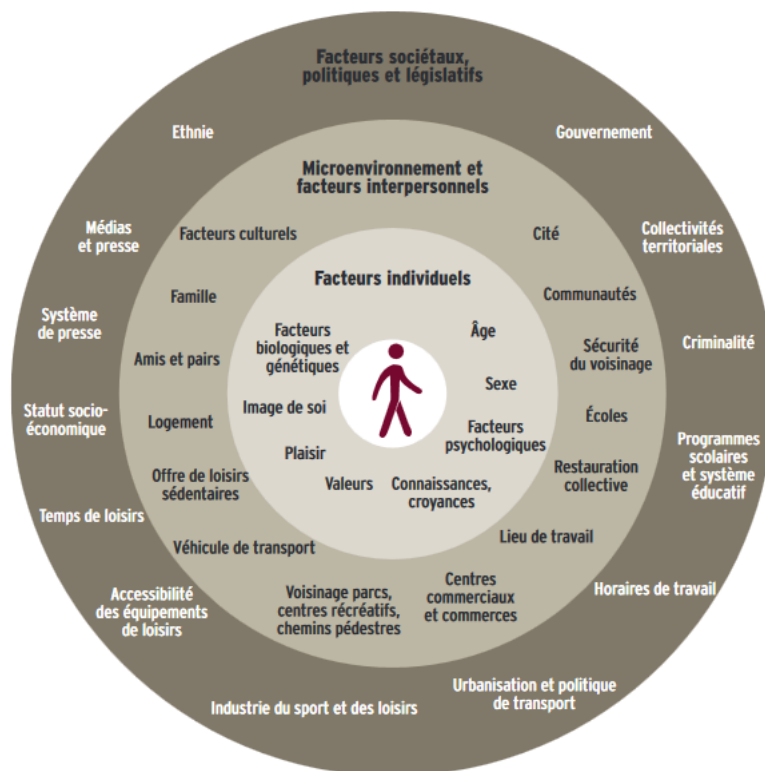 Facteurs sociétaux,
politiques et législatifs
Ethnie
Gouvernement
Médias
et presse
Collectivités
territoriales
Système
de presse
Criminalité
Statut socio-
économique
Programmes
scolaires
et système
éducatif
Temps de loisirs
Horaires de travail
Accessibilité
des équipements
de loisirs
Urbanisation et politique
de transport
Industrie du sport et des loisirs
Microenvironnement et
facteurs interpersonnels
Facteurs culturels
Cité
Famille
Communautés
Amis et pairs
Sécurité
du voisinage
Logement
Écoles
Offre de loisirs
sédentaires
Restauration
collective
Véhicule de transport
Lieu de travail
Voisinage parcs,
centres récréatifs,
chemins pédestres
Centres
commerciaux
et commerces
Facteurs individuels
Facteurs
biologiques et
génétiques
Âge
Image de soi
Sexe
Plaisir
Facteurs
psychologiques
Valeurs
Connaissances,
croyances